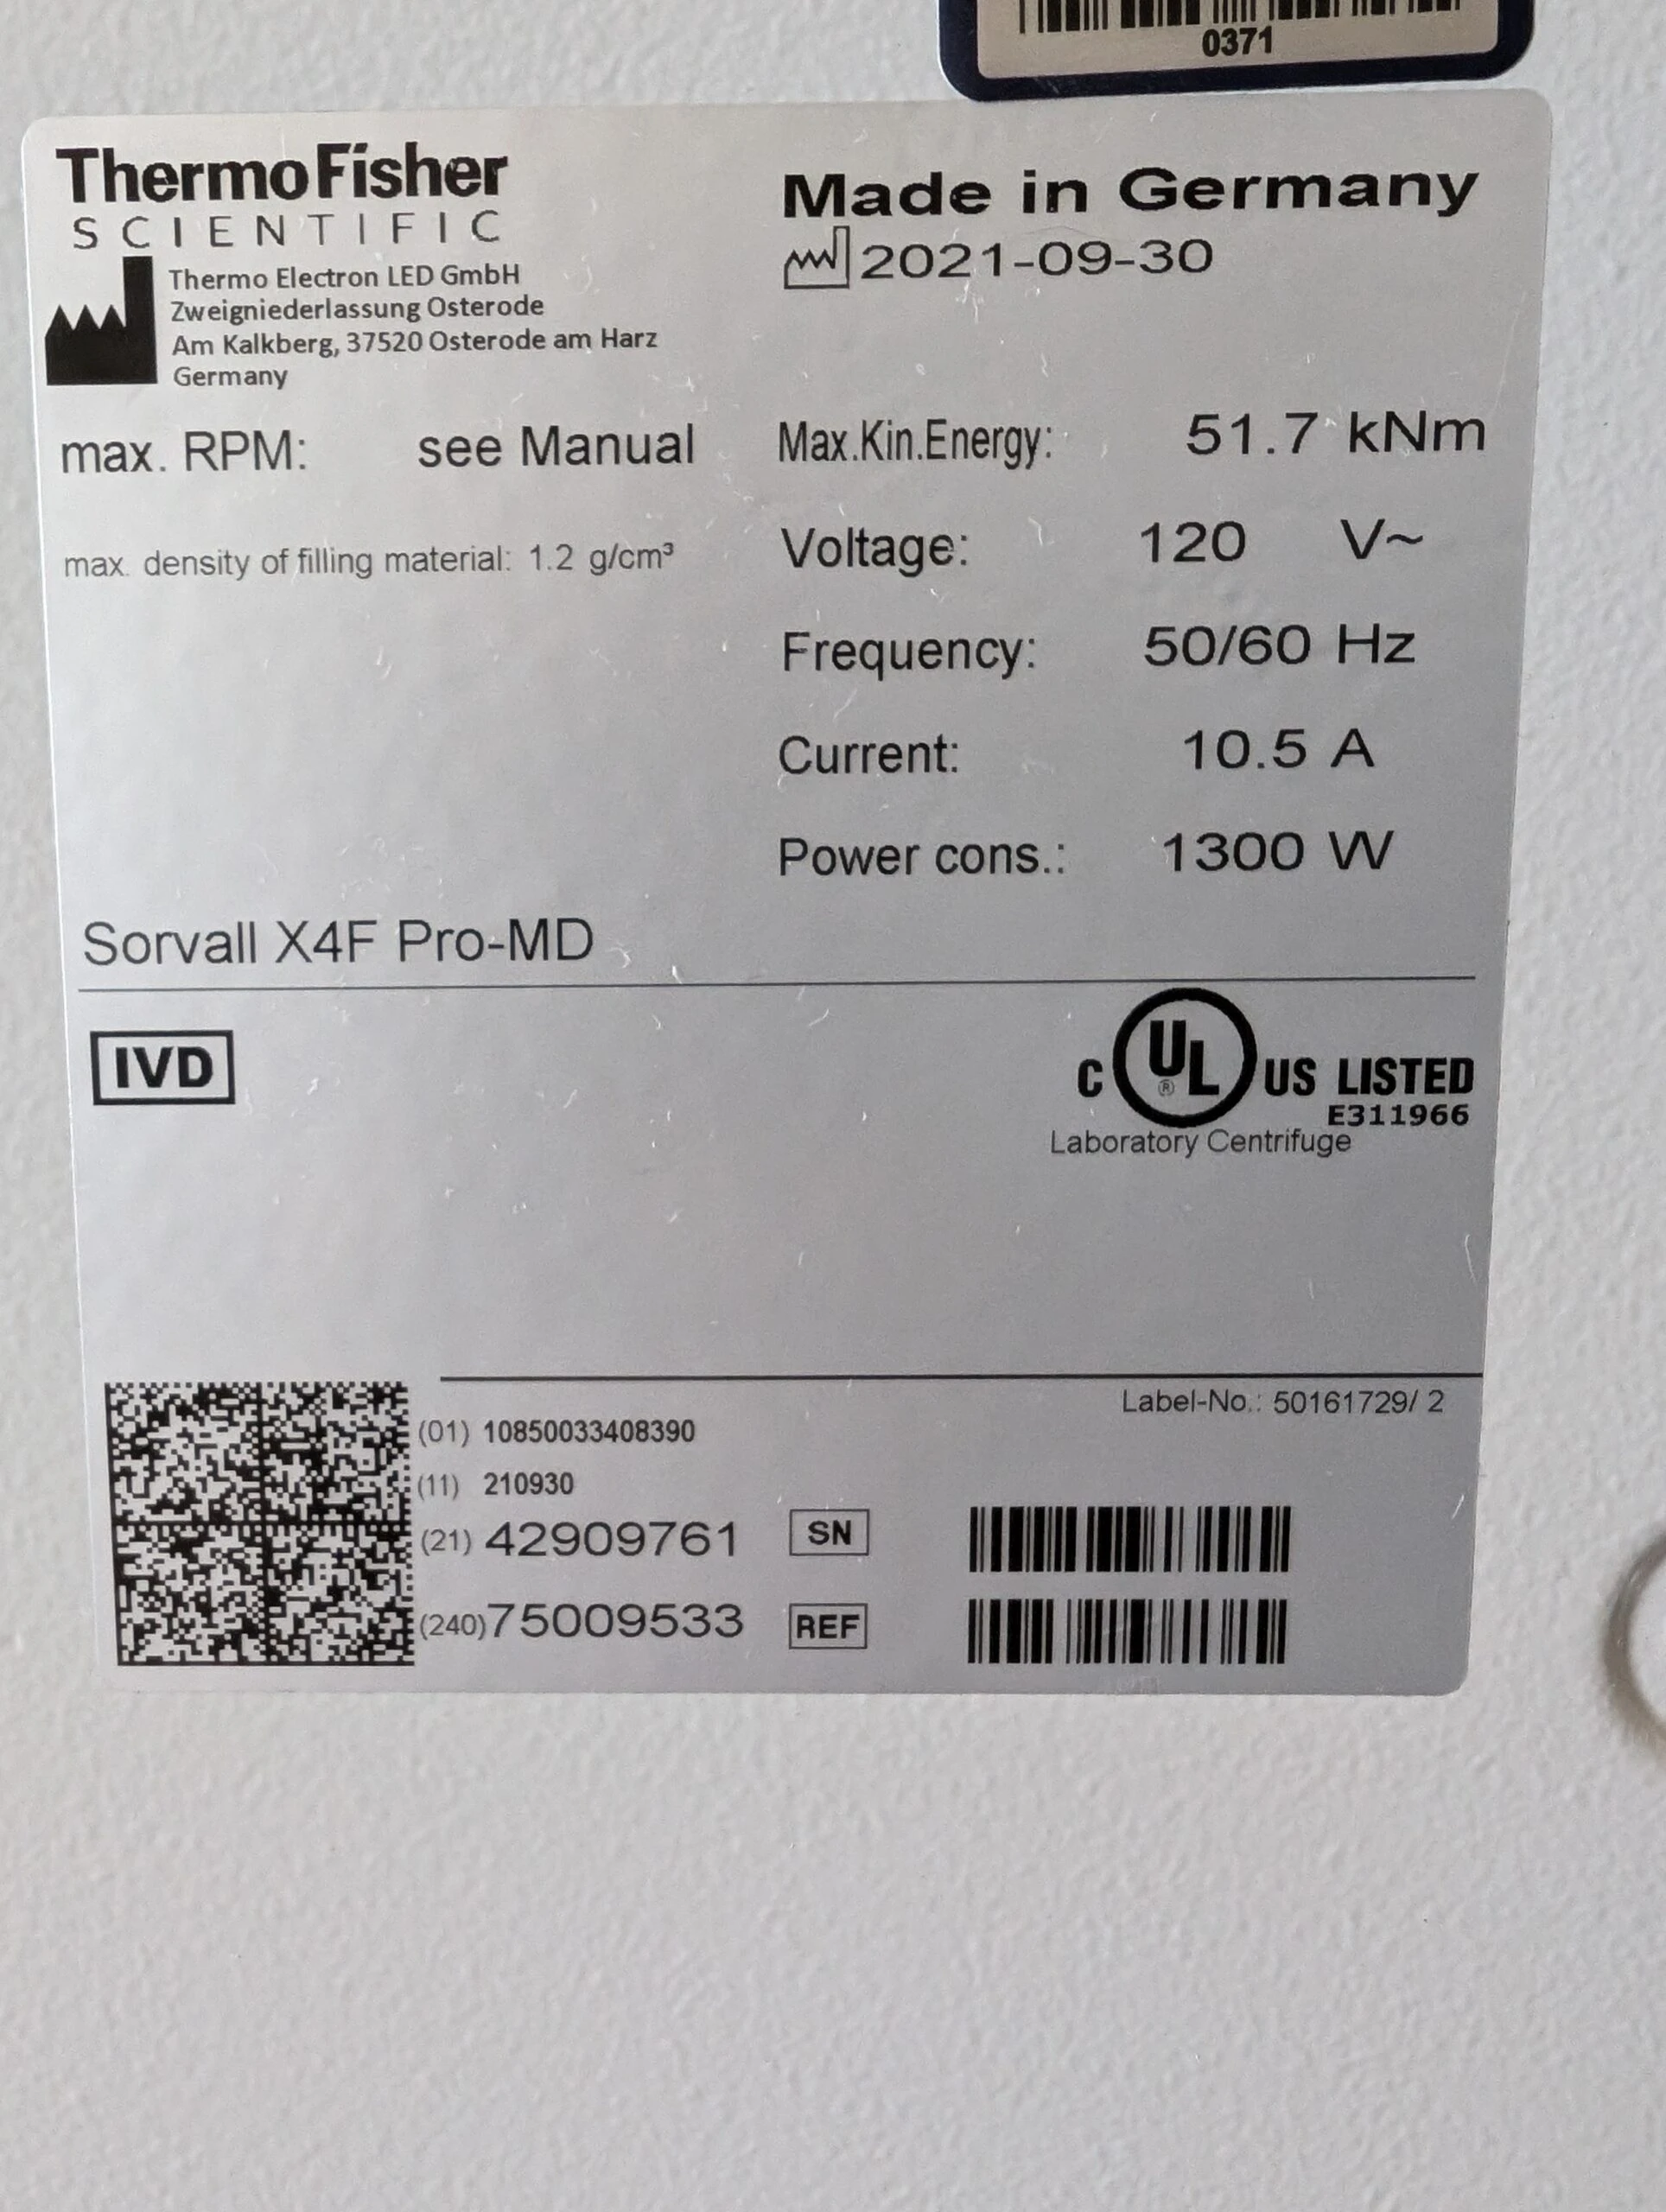 0371
ThermoFisher
SCIENTIFIC
Thermo Electron LED GmbH
Zweigniederlassung Osterode
Am Kalkberg, 37520 Osterode am Harz
Germany
Made in Germany
2021-09-30
max. RPM: see Manual
max. density of filling material: 1.2 g/cm³
Max.Kin.Energy: 51.7 kNm
Voltage: 120 V~
Frequency: 50/60 Hz
Current: 10.5 A
Power cons.: 1300 W
Sorvall X4F Pro-MD
IVD
C UL ® US LISTED
E311966
Laboratory Centrifuge
Label-No.: 50161729/ 2
(01) 10850033408390
(11) 210930
(21) 42909761 SN
(240)75009533 REF